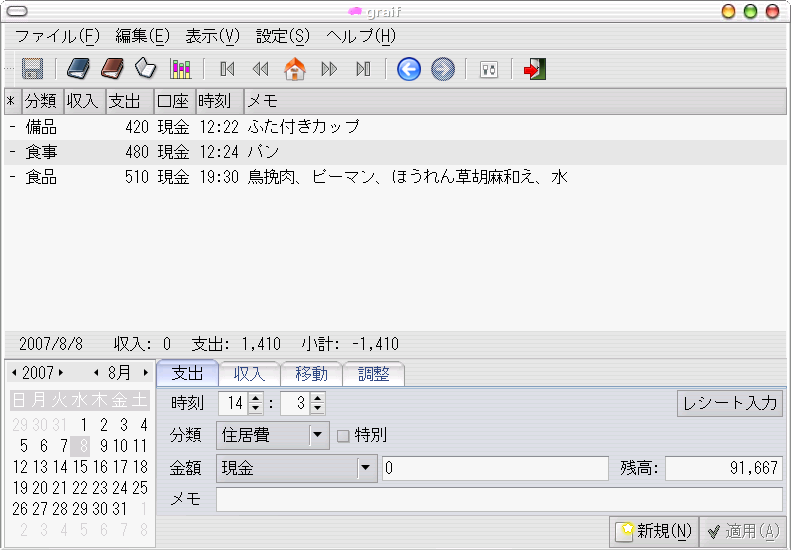 graif
ファイル(F) 編集(E) 表示(V) 設定(S) ヘルプ(H)
* 分類 収入 支出 口座 時刻 メモ
- 備品 420 現金 12:22 ふた付きカップ
- 食事 480 現金 12:24 パン
- 食品 510 現金 19:30 鳥挽肉、ピーマン、ほうれん草胡麻和え、水
2007/8/8 収入: 0 支出: 1,410 小計: -1,410
2007 8月
日 月 火 水 木 金 土
29 30 31 1 2 3 4
5 6 7 8 9 10 11
12 13 14 15 16 17 18
19 20 21 22 23 24 25
26 27 28 29 30 31 1
2 3 4 5 6 7 8
支出 収入 移動 調整
時刻 14 : 3 レシート入力
分類 住居費 特別
金額 現金 0 残高: 91,667
メモ
新規(N) 適用(A)